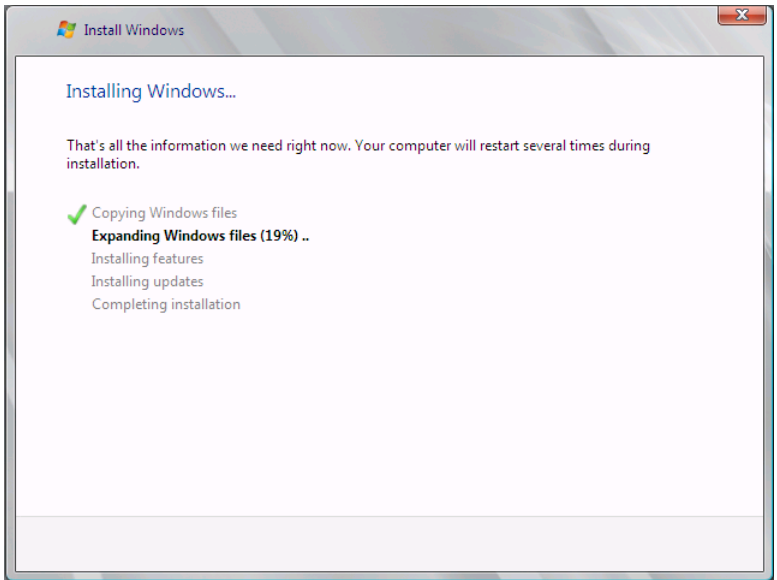 Install Windows
Installing Windows...
That's all the information we need right now. Your computer will restart several times during
installation.
Copying Windows files
Expanding Windows files (19%) ..
Installing features
Installing updates
Completing installation